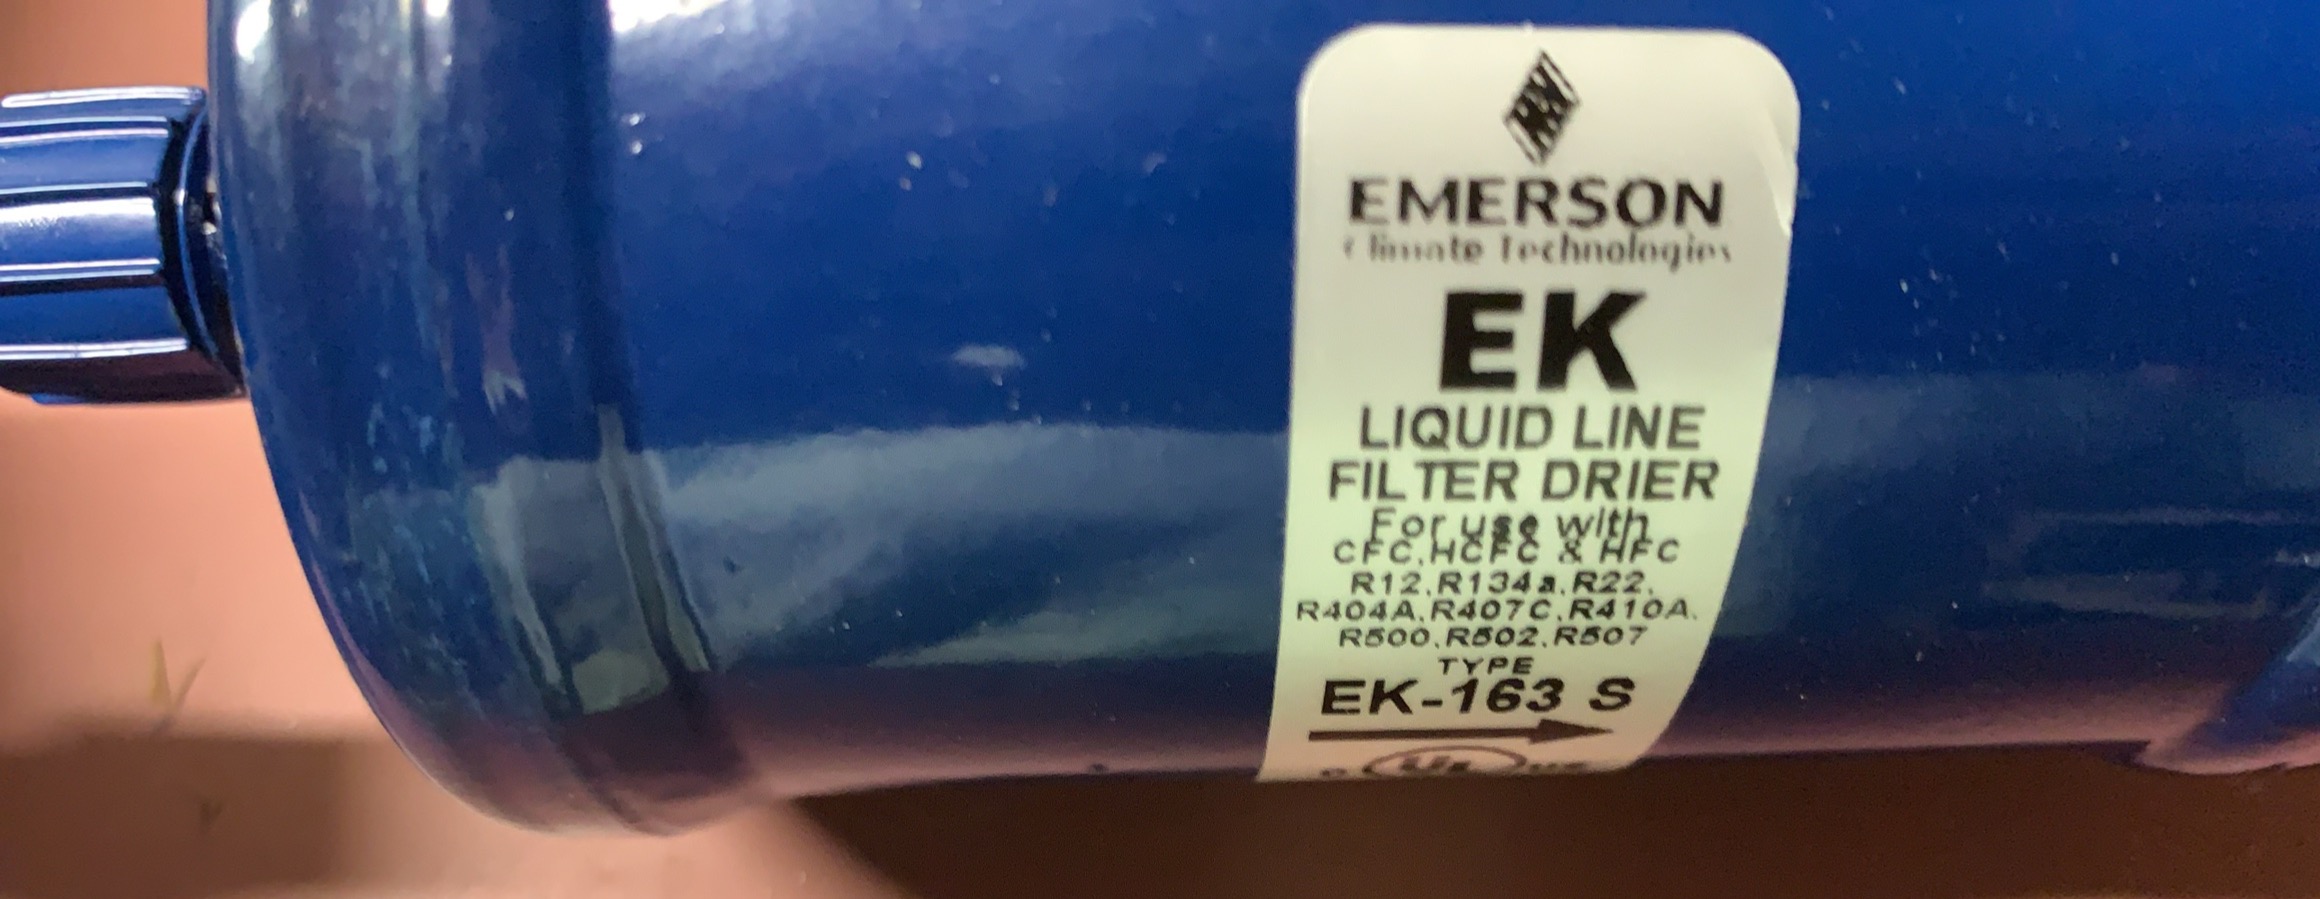 EMERSON
Climate Technologies
EK
LIQUID LINE
FILTER DRIER
For use with
CFC,HCFC & HFC
R12,R134a,R22,
R404A,R407C,R410A,
R500,R502,R507
TYPE
EK-163 S